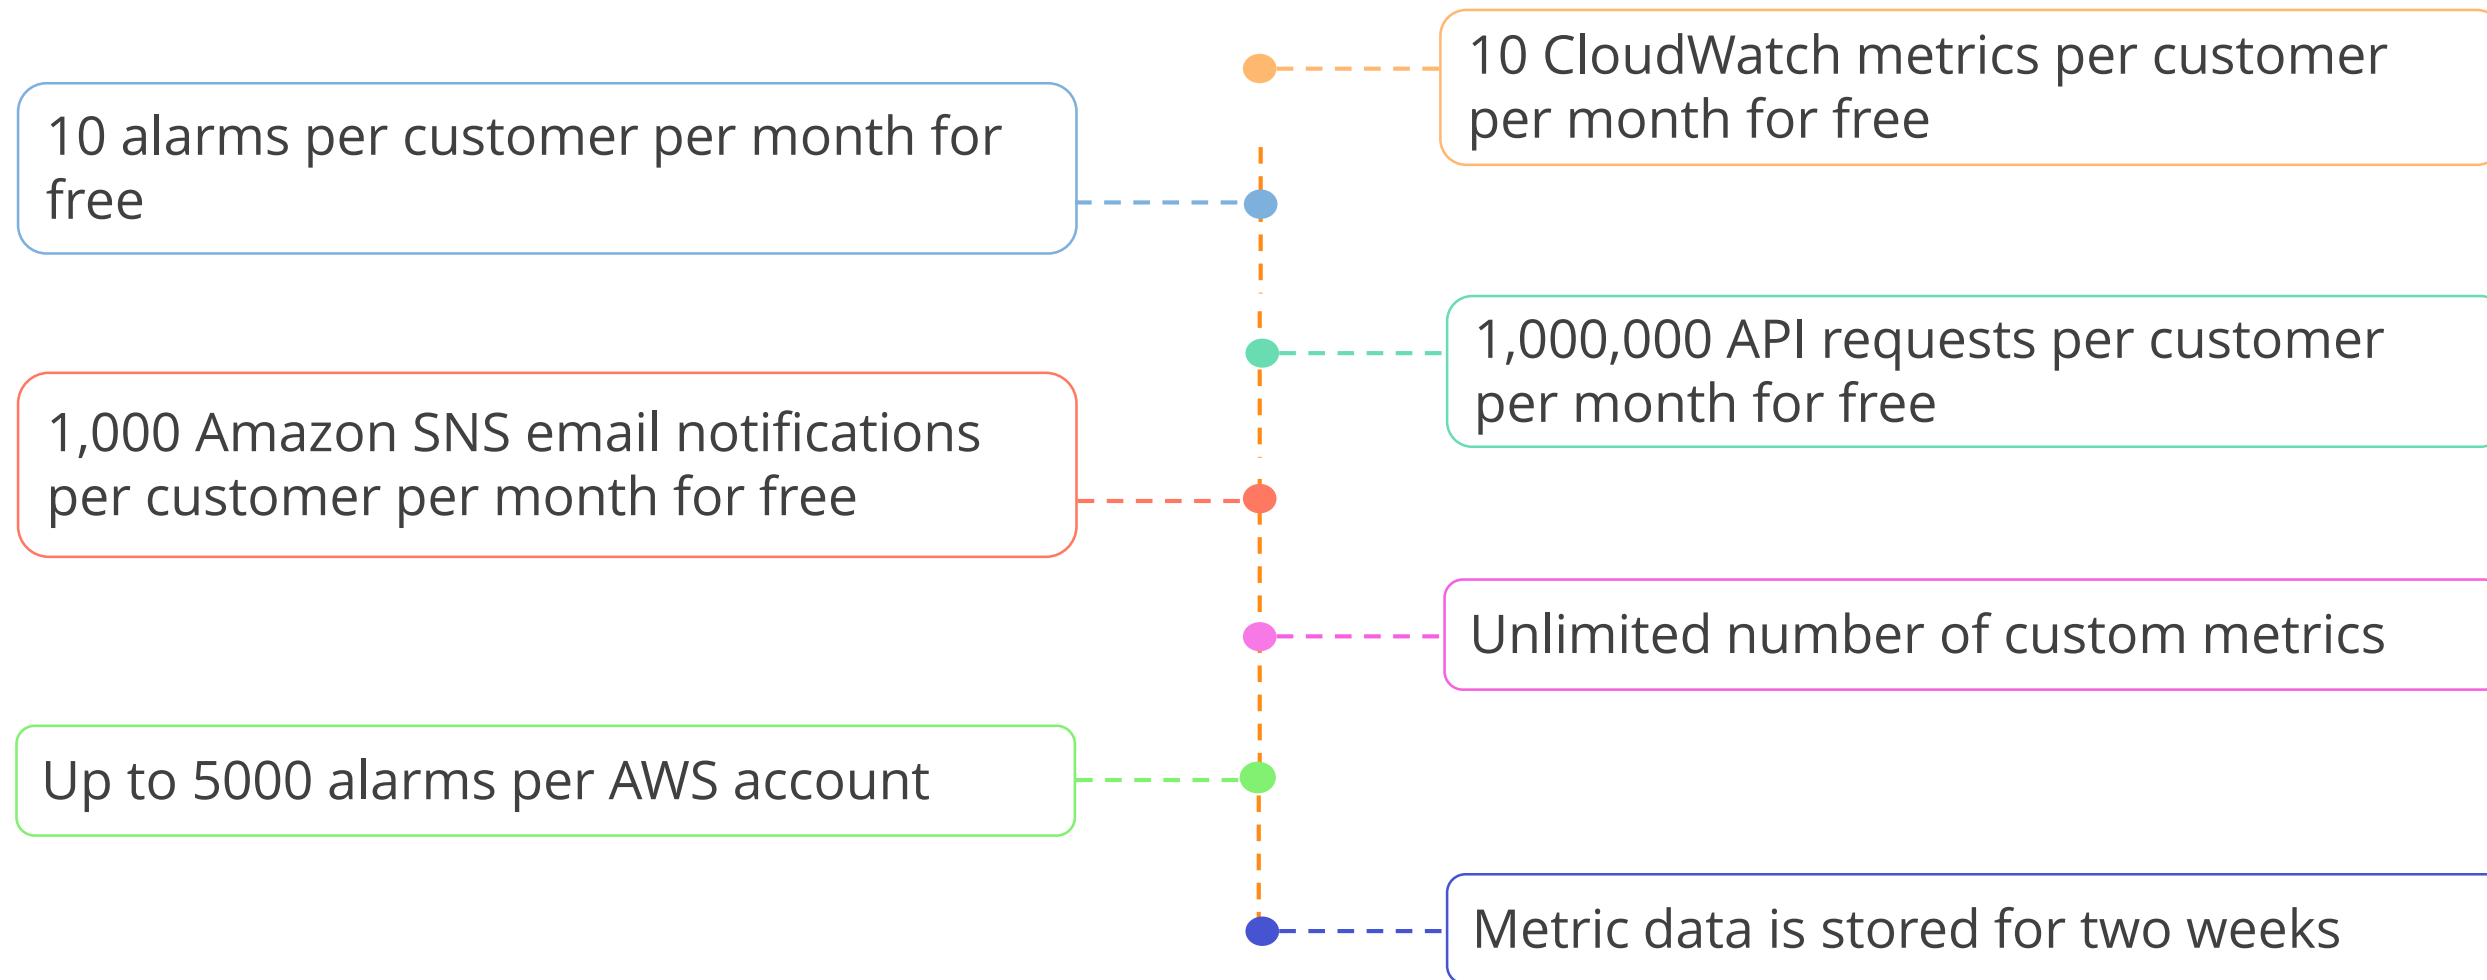 10 CloudWatch metrics per customer
per month for free
10 alarms per customer per month for
free
1,000,000 API requests per customer
per month for free
1,000 Amazon SNS email notifications
per customer per month for free
Unlimited number of custom metrics
Up to 5000 alarms per AWS account
Metric data is stored for two weeks